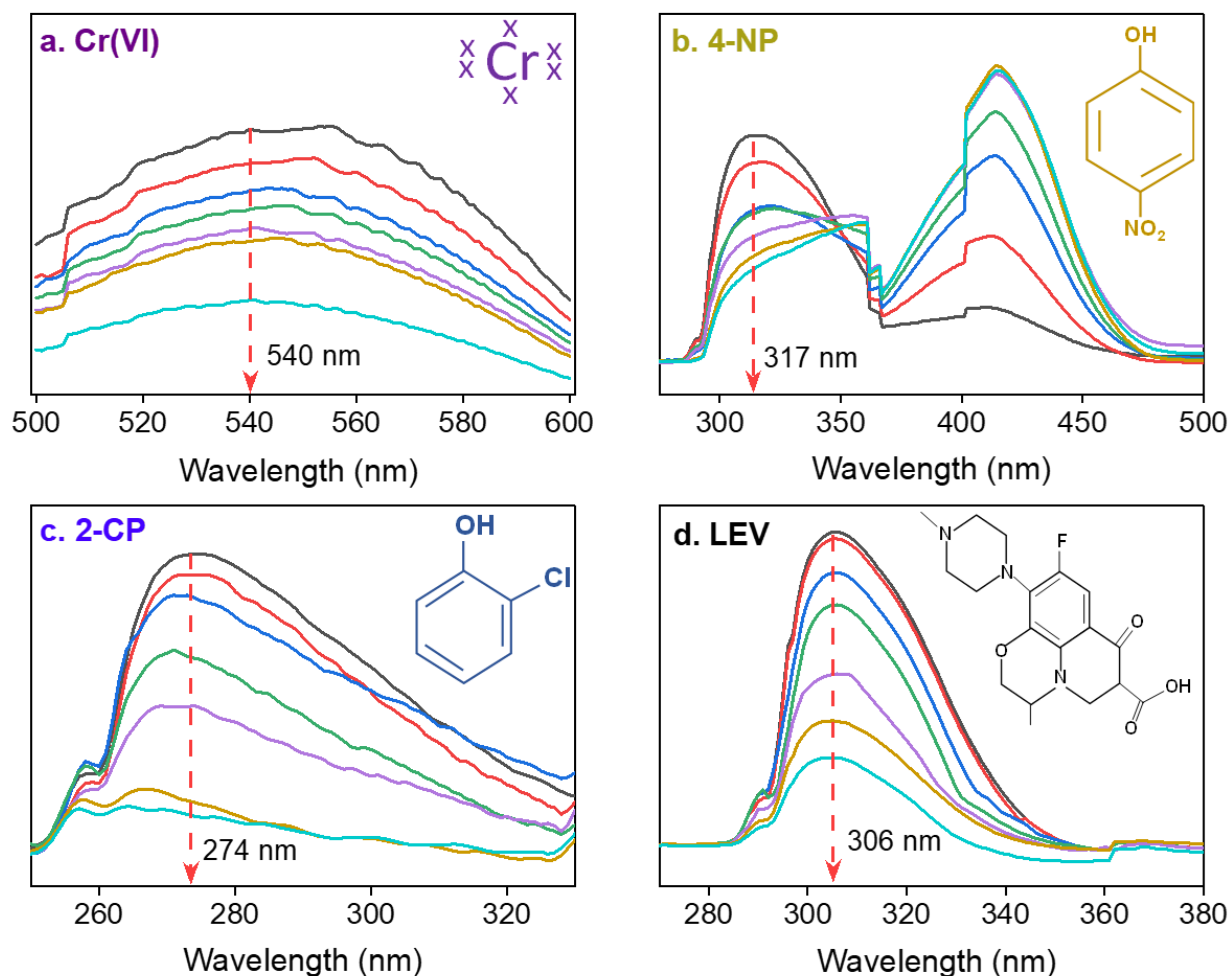 a. Cr(VI)
x
x Cr x
x x
x
540 nm
500 520 540 560 580 600
Wavelength (nm)
b. 4-NP
OH
NO2
317 nm
300 350 400 450 500
Wavelength (nm)
c. 2-CP
OH
Cl
274 nm
260 280 300 320
Wavelength (nm)
d. LEV
N
F
N
O
O
N
OH
O
306 nm
280 300 320 340 360 380
Wavelength (nm)